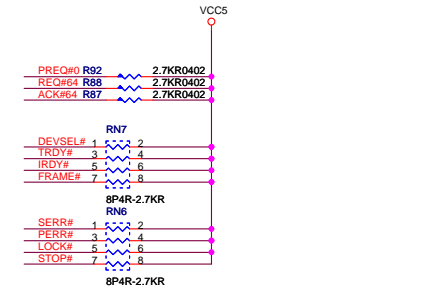 VCC5
PREQ#0 R92 2.7KR0402
REQ#64 R88 2.7KR0402
ACK#64 R87 2.7KR0402
RN7
DEVSEL# 1 2
TRDY# 3 4
IRDY# 5 6
FRAME# 7 8
8P4R-2.7KR
RN6
SERR# 1 2
PERR# 3 4
LOCK# 5 6
STOP# 7 8
8P4R-2.7KR